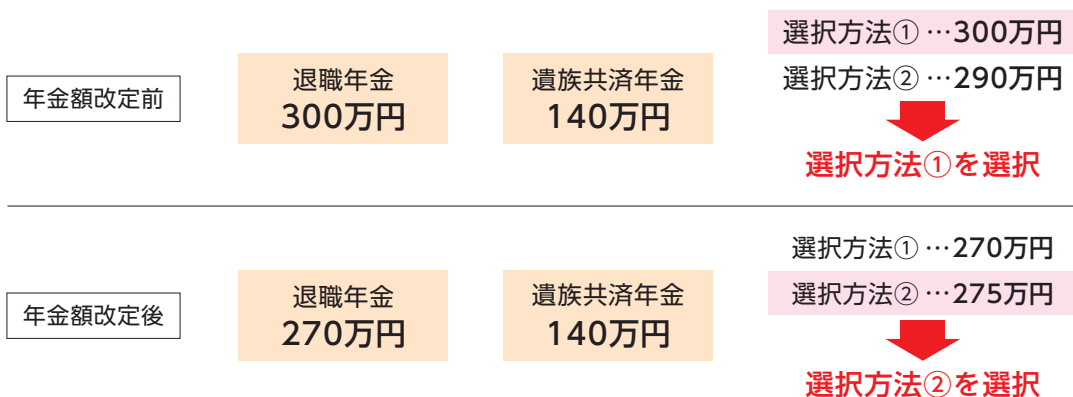 年金額改定前
退職年金
300万円
遺族共済年金
140万円
選択方法① …300万円
選択方法② …290万円
選択方法①を選択
年金額改定後
退職年金
270万円
遺族共済年金
140万円
選択方法① …270万円
選択方法② …275万円
選択方法②を選択